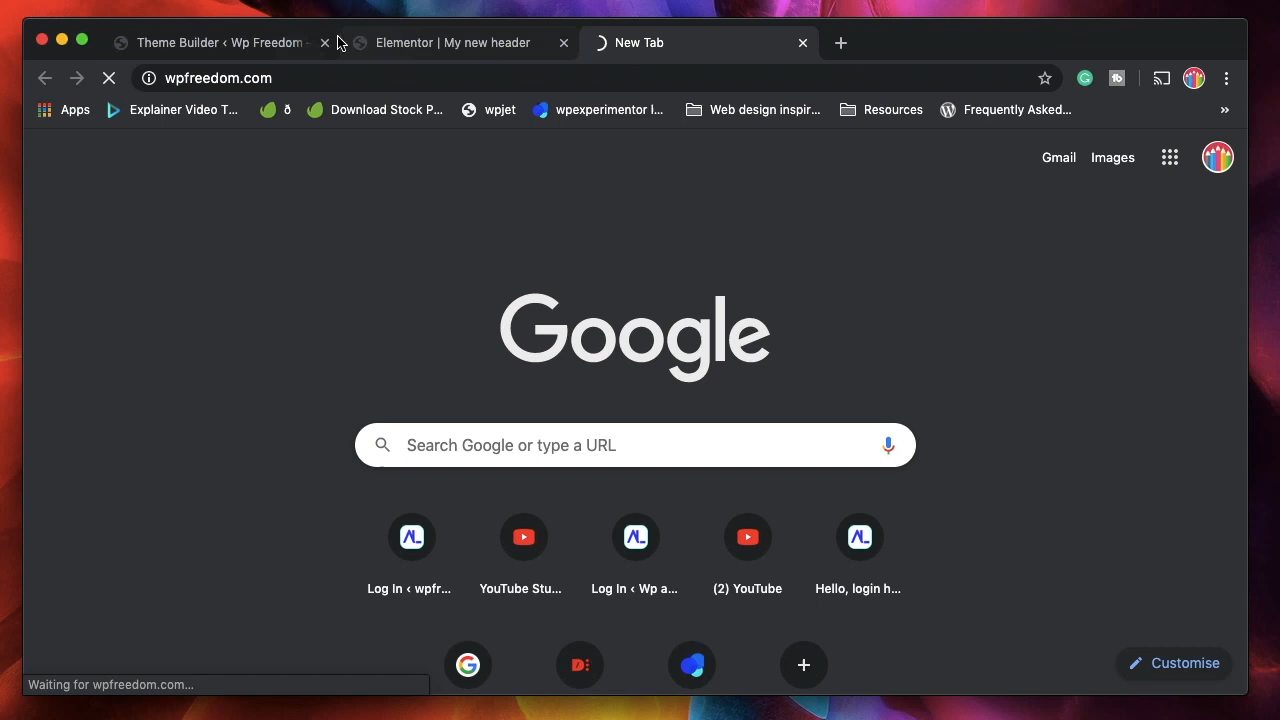 Theme Builder ‹ Wp Freedom -
Elementor | My new header
New Tab
wpfreedom.com
Apps
Explainer Video T...
ð
Download Stock P...
wpjet
wpexperimentor l...
Web design inspir...
Resources
Frequently Asked...
»
Gmail
Images
Google
Search Google or type a URL
Log In ‹ wpfr...
YouTube Stu...
Log In ‹ Wp a...
(2) YouTube
Hello, login h...
Customise
Waiting for wpfreedom.com...